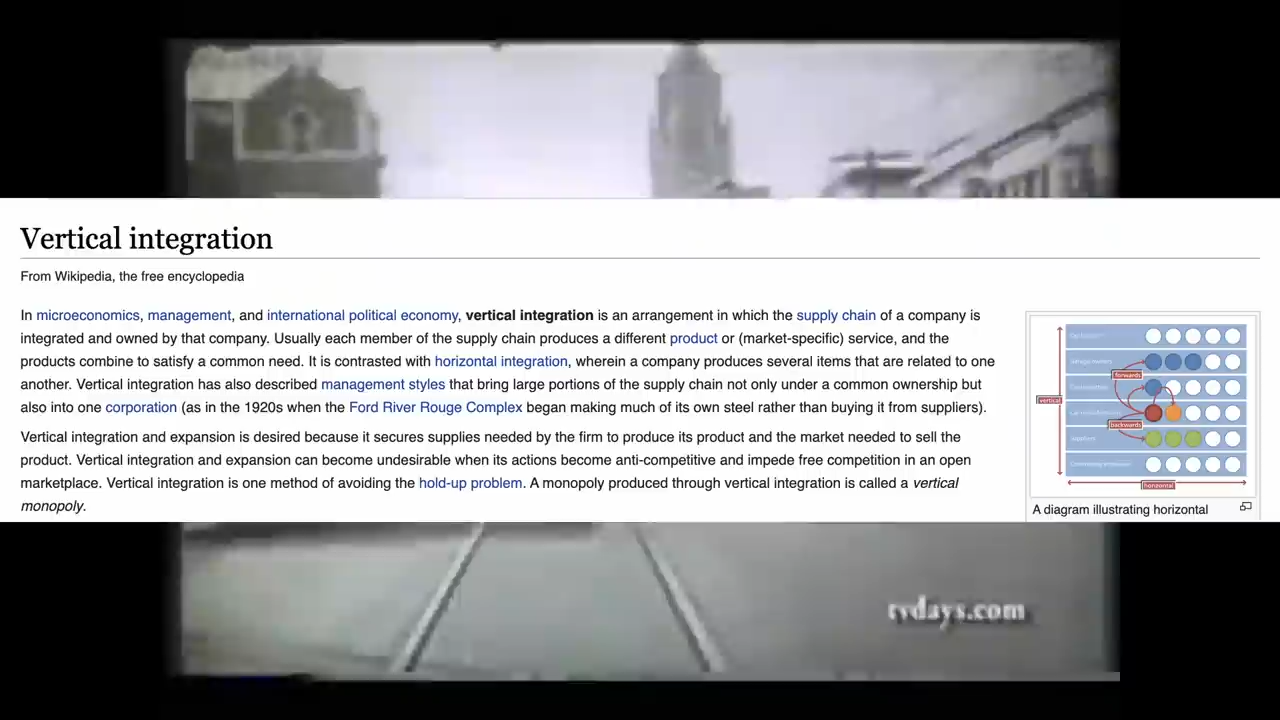 Vertical integration
From Wikipedia, the free encyclopedia
In microeconomics, management, and international political economy, vertical integration is an arrangement in which the supply chain of a company is
integrated and owned by that company. Usually each member of the supply chain produces a different product or (market-specific) service, and the
products combine to satisfy a common need. It is contrasted with horizontal integration, wherein a company produces several items that are related to one
another. Vertical integration has also described management styles that bring large portions of the supply chain not only under a common ownership but
also into one corporation (as in the 1920s when the Ford River Rouge Complex began making much of its own steel rather than buying it from suppliers).
Vertical integration and expansion is desired because it secures supplies needed by the firm to produce its product and the market needed to sell the
product. Vertical integration and expansion can become undesirable when its actions become anti-competitive and impede free competition in an open
marketplace. Vertical integration is one method of avoiding the hold-up problem. A monopoly produced through vertical integration is called a vertical
monopoly.
forwards
vertical
backwards
suppliers
horizontal
A diagram illustrating horizontal
tvdays.com